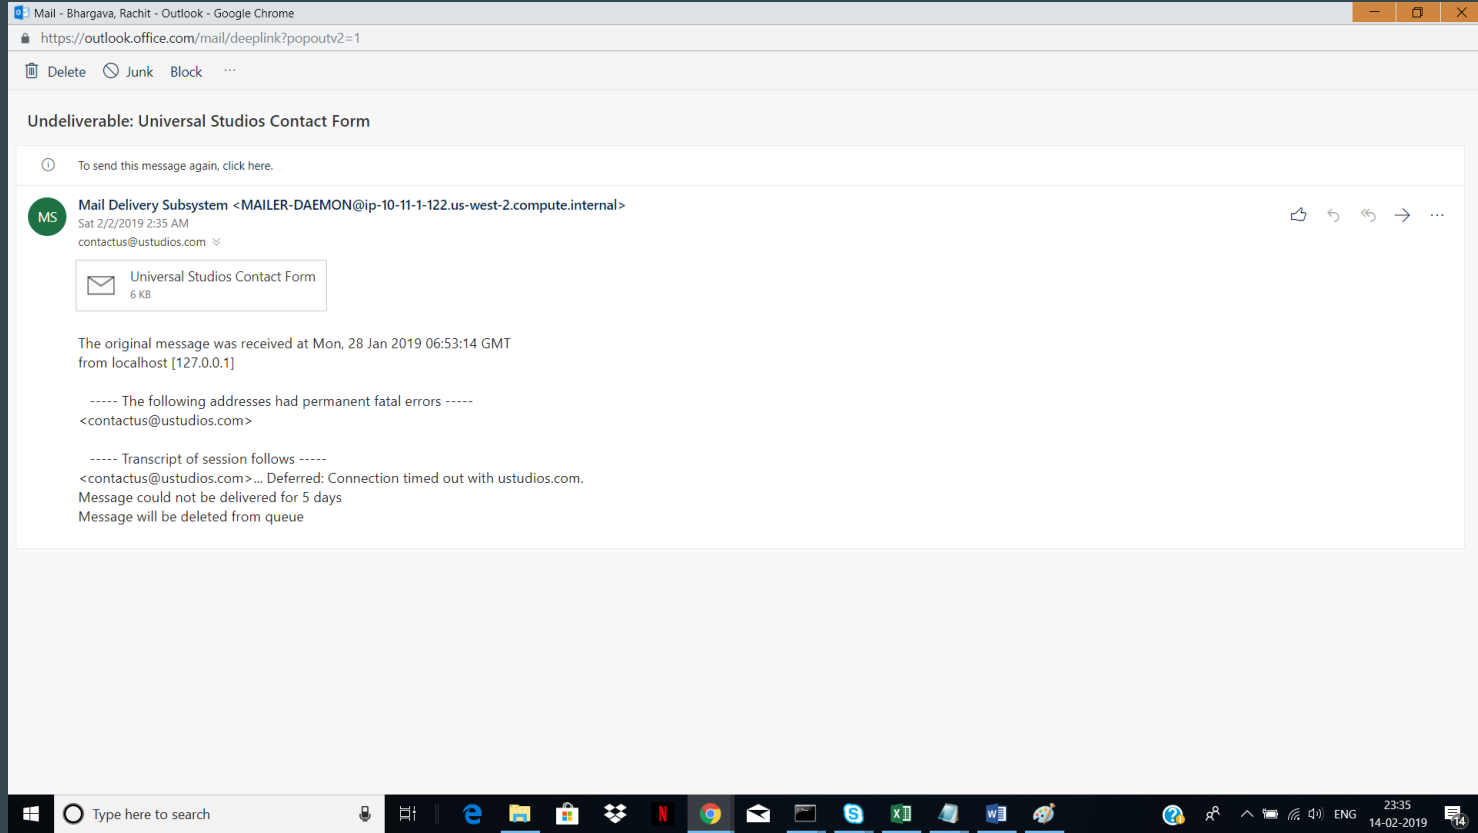 Mail - Bhargava, Rachit - Outlook - Google Chrome
https://outlook.office.com/mail/deeplink?popoutv2=1
Delete Junk Block ...
Undeliverable: Universal Studios Contact Form
To send this message again, click here.
MS
Mail Delivery Subsystem <MAILER-DAEMON@ip-10-11-1-122.us-west-2.compute.internal>
Sat 2/2/2019 2:35 AM
contactus@ustudios.com
Universal Studios Contact Form
6 KB
The original message was received at Mon, 28 Jan 2019 06:53:14 GMT
from localhost [127.0.0.1]
----- The following addresses had permanent fatal errors -----
<contactus@ustudios.com>
----- Transcript of session follows -----
<contactus@ustudios.com>... Deferred: Connection timed out with ustudios.com.
Message could not be delivered for 5 days
Message will be deleted from queue
Type here to search
ENG
23:35
14-02-2019
14